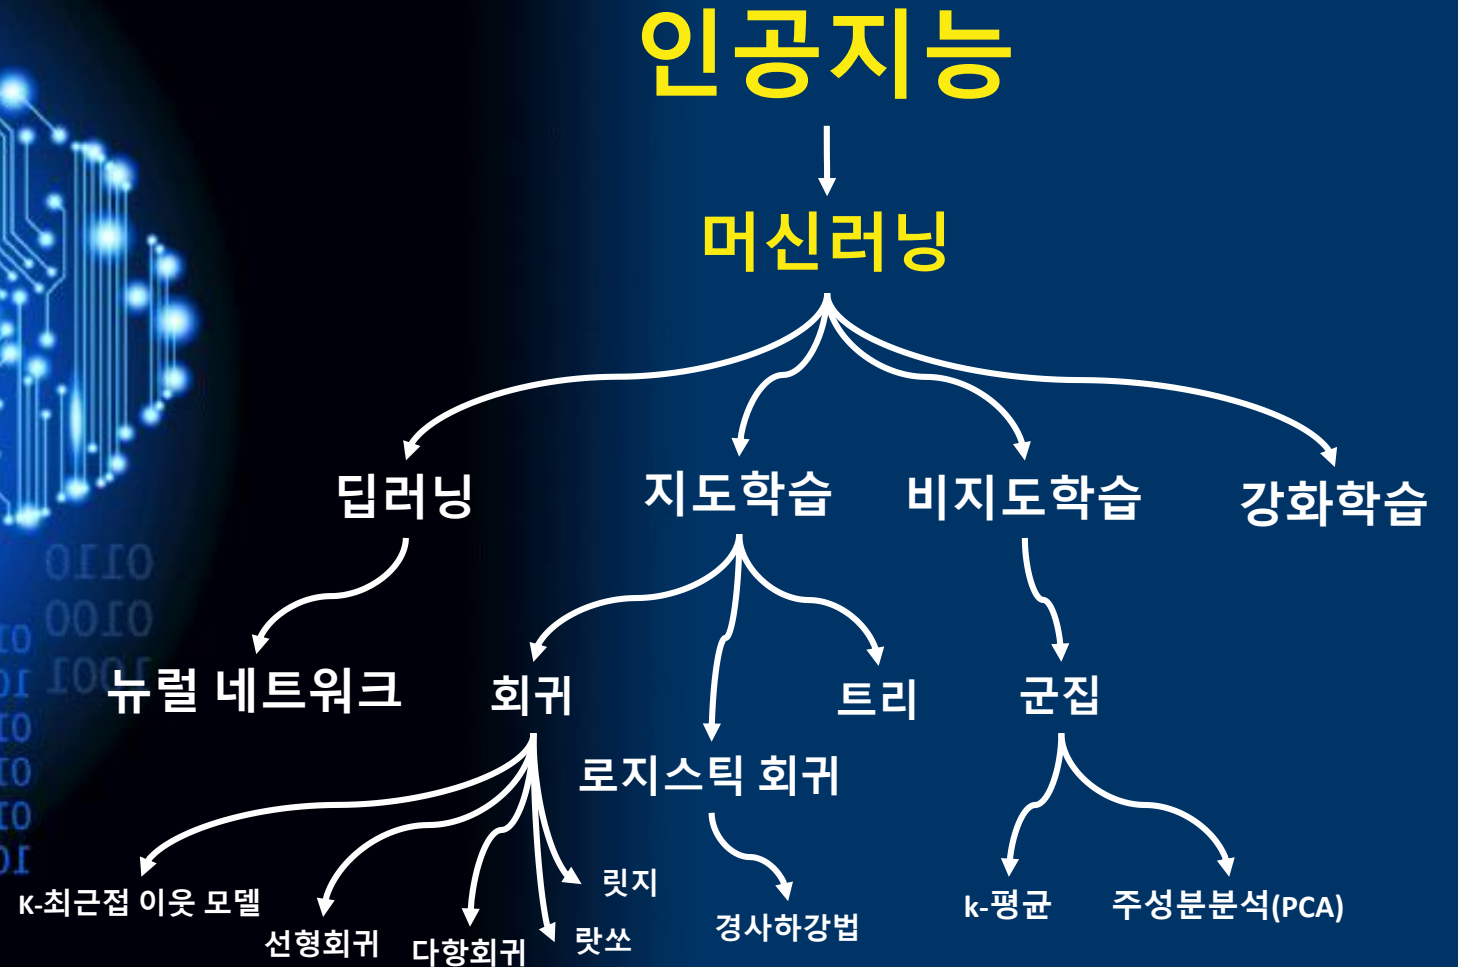 인공지능
머신러닝
딥러닝
지도학습
비지도학습
강화학습
뉴럴 네트워크
회귀
트리
군집
로지스틱 회귀
K-최근접 이웃 모델
선형회귀
다항회귀
랏쏘
릿지
경사하강법
k-평균
주성분분석(PCA)
0110
0100
1001